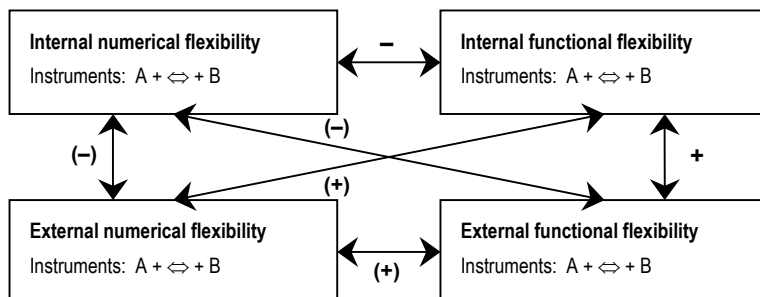 Internal numerical flexibility
Instruments: A + ⇔ + B
–
Internal functional flexibility
Instruments: A + ⇔ + B
(–)
(–)
(+)
+
External numerical flexibility
Instruments: A + ⇔ + B
(+)
External functional flexibility
Instruments: A + ⇔ + B